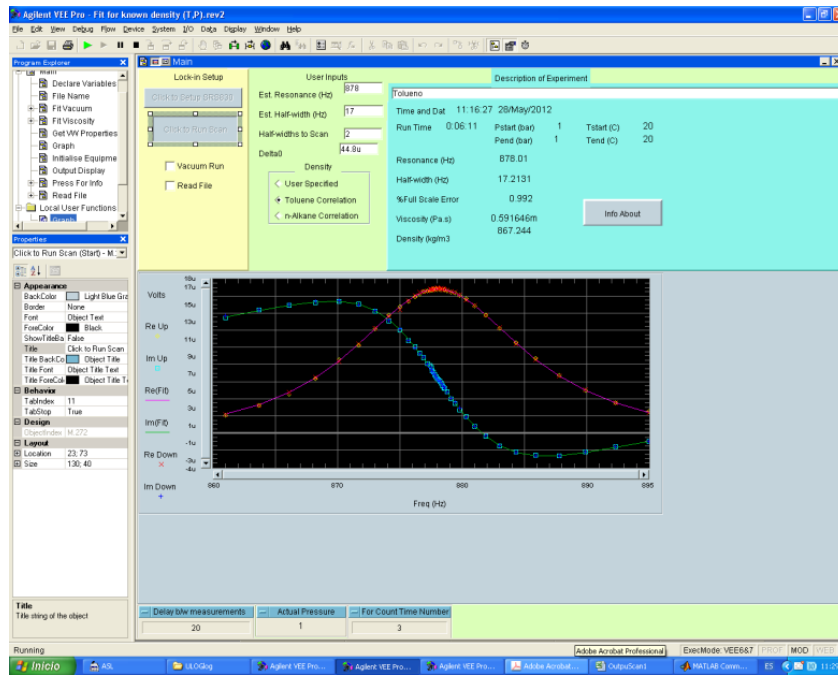 Agilent VEE Pro - Fit for known density (T,P).rev2
File Edit View Debug Flow Device System I/O Data Display Window Help
Program Explorer
Main
Main
Declare Variables
File Name
Fit Vacuum
Fit Viscosity
Get VW Properties
Graph
Initialise Equipme
Output Display
Press For Info
Read File
Local User Functions
Graph
Lock-in Setup
Click to Setup SR8830
Click to Run Scan
Vacuum Run
Read File
User Inputs
Est. Resonance (Hz) 878
Est. Half-width (Hz) 17
Half-widths to Scan 2
Delta0 44.8u
Density
User Specified
Toluene Correlation
n-Alkane Correlation
Description of Experiment
Tolueno
Time and Dat 11:16:27 28/May/2012
Run Time 0:06:11 Pstart (bar) 1 Tstart (C) 20
Pend (bar) 1 Tend (C) 20
Resonance (Hz) 878.01
Half-width (Hz) 17.2131
%Full Scale Error 0.992
Viscosity (Pa.s) 0.591646m
Density (kg/m3 867.244
Info About
Properties
Click to Run Scan (Start) - M.
Appearance
BackColor Light Blue Gra
Border None
Font Object Text
ForeColor Black
ShowTitleBa False
Title Click to Run Scan
Title BackCo Object Title
Title Font Object Title Text
Title ForeCol Object Title T
Behavior
TabIndex 11
TabStop True
Design
ObjectIndex M.272
Layout
Location 23; 73
Size 130; 40
Title
Title string of the object
Volts
Re Up
Im Up
Re(Fit)
Im(Fit)
Re Down
Im Down
18u
17u
15u
13u
11u
9u
7u
5u
3u
1u
-1u
-3u
-4u
860 870 880 890 895
Freq (Hz)
Delay b/w measurements
20
Actual Pressure
1
For Count Time Number
3
Running
Adobe Acrobat Professional
ExecMode: VEE6&7 PROF MOD WEB
Inicio
ASL
ULOGlog
Agilent VEE Pro...
Agilent VEE Pro...
Agilent VEE Pro...
Adobe Acrobat...
OutpuScan1
MATLAB Comm...
ES
11:29